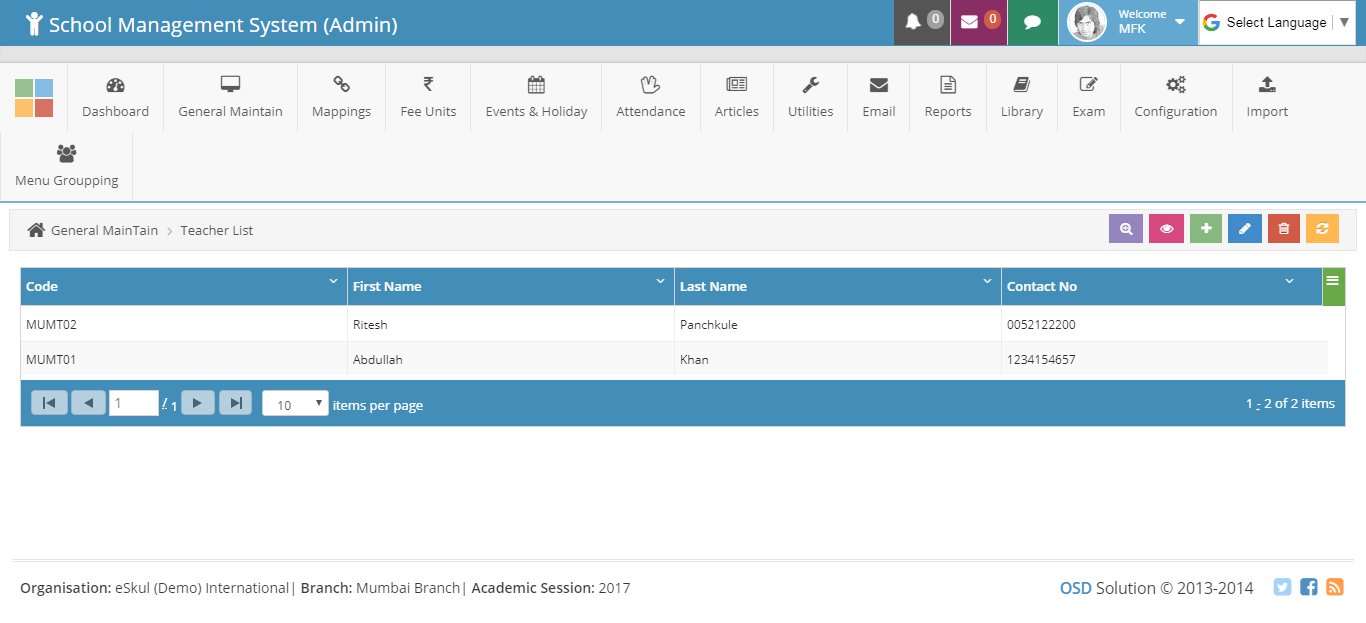 School Management System (Admin)
0
0
Welcome
MFK
Select Language ▼
Dashboard
General Maintain
Mappings
Fee Units
Events & Holiday
Attendance
Articles
Utilities
Email
Reports
Library
Exam
Configuration
Import
Menu Groupping
General MainTain > Teacher List
Code First Name Last Name Contact No
MUMT02 Ritesh Panchkule 0052122200
MUMT01 Abdullah Khan 1234154657
1 / 1 10 items per page 1 - 2 of 2 items
Organisation: eSkul (Demo) International| Branch: Mumbai Branch| Academic Session: 2017
OSD Solution © 2013-2014